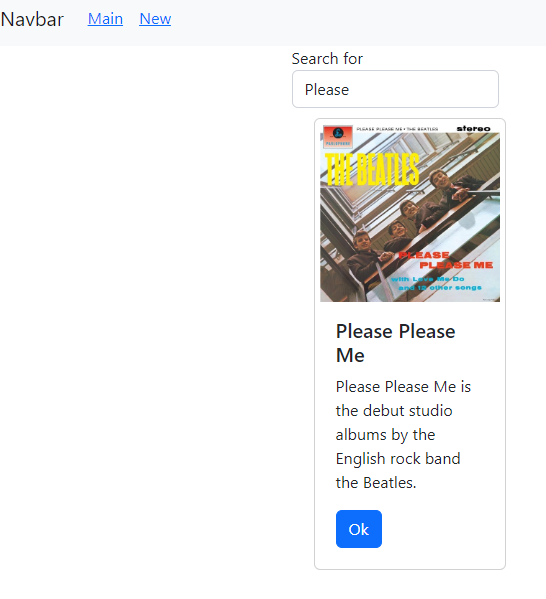 Navbar Main New
Search for
Please
PLEASE PLEASE ME • THE BEATLES stereo
THE BEATLES
PLEASE
PLEASE ME
with Love Me Do
and 12 other songs
Please Please
Me
Please Please Me is
the debut studio
albums by the
English rock band
the Beatles.
Ok